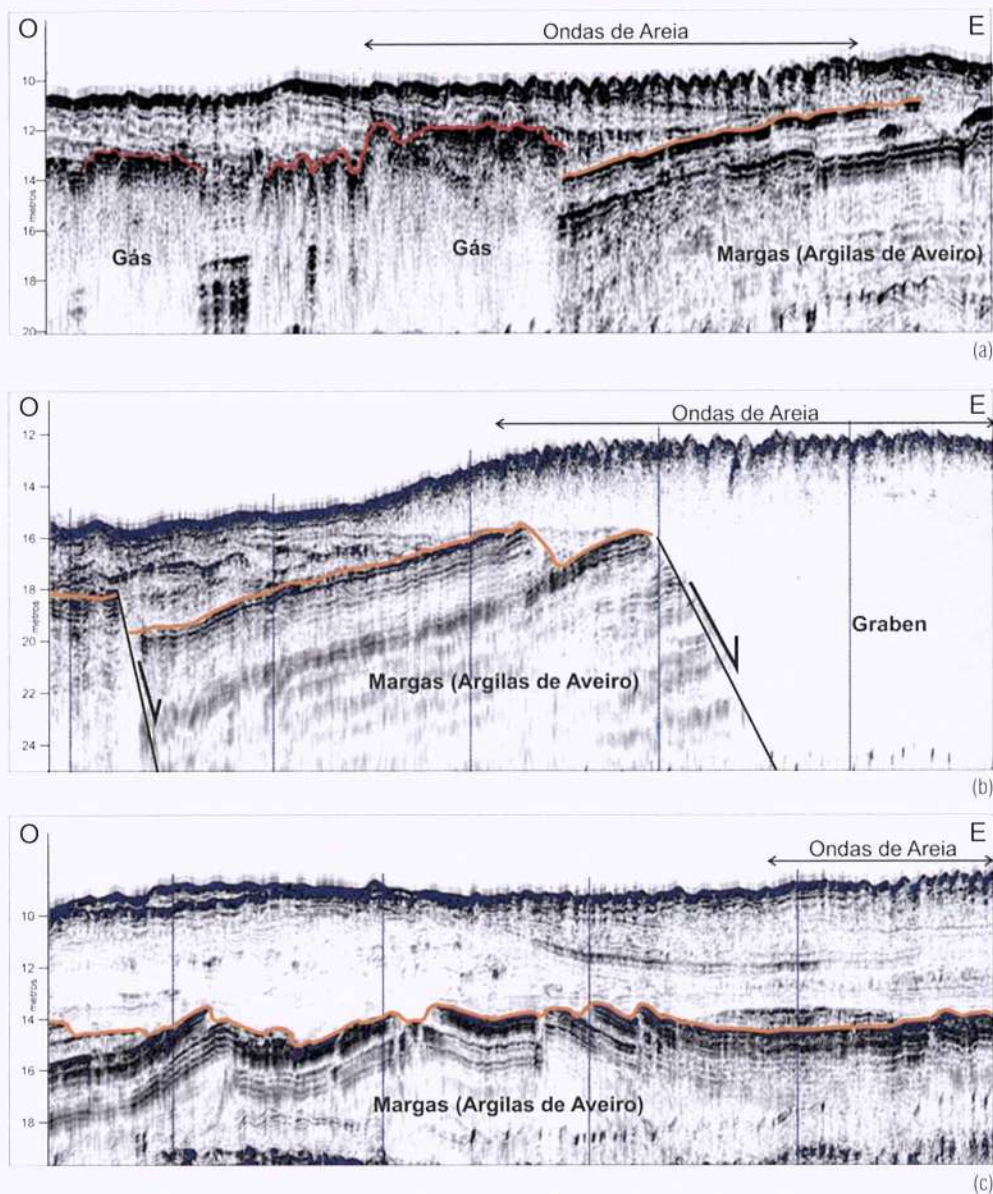 O
E
Ondas de Areia
10
12
14
16
18
20
metros
Gás
Gás
Margas (Argilas de Aveiro)
(a)
O
E
Ondas de Areia
12
14
16
18
20
22
24
metros
Graben
Margas (Argilas de Aveiro)
(b)
O
E
Ondas de Areia
10
12
14
16
18
metros
Margas (Argilas de Aveiro)
(c)